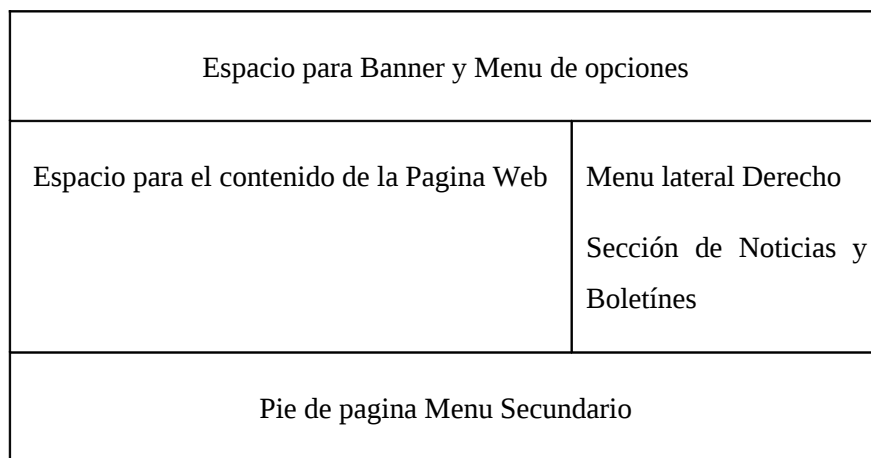 Espacio para Banner y Menu de opciones
Espacio para el contenido de la Pagina Web
Menu lateral Derecho
Sección de Noticias y
Boletínes
Pie de pagina Menu Secundario